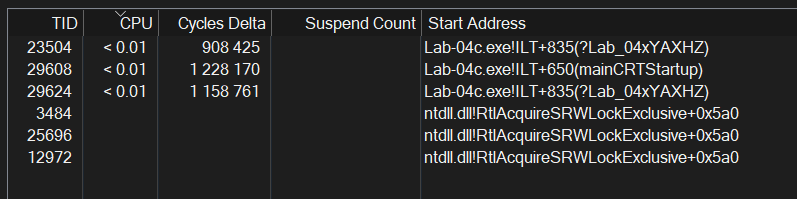 TID CPU Cycles Delta Suspend Count Start Address
23504 < 0.01 908 425 Lab-04c.exe!ILT+835(?Lab_04xYAXHZ)
29608 < 0.01 1 228 170 Lab-04c.exe!ILT+650(mainCRTStartup)
29624 < 0.01 1 158 761 Lab-04c.exe!ILT+835(?Lab_04xYAXHZ)
3484 ntdll.dll!RtlAcquireSRWLockExclusive+0x5a0
25696 ntdll.dll!RtlAcquireSRWLockExclusive+0x5a0
12972 ntdll.dll!RtlAcquireSRWLockExclusive+0x5a0